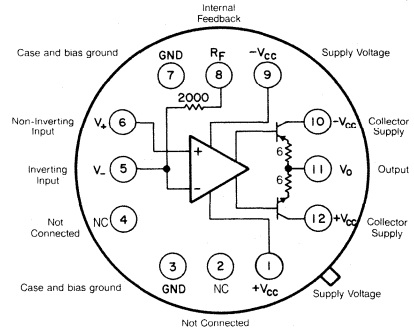 Internal
Feedback
Case and bias ground
GND
RF
-Vcc
Supply Voltage
7
8
9
2000
Non-Inverting
Input
V+
6
+
10
-Vcc
Collector
Supply
6
Inverting
Input
V-
5
11
Vo
Output
6
-
Not
Connected
NC
4
12
+Vcc
Collector
Supply
3
2
1
Case and bias ground
GND
NC
+Vcc
Supply Voltage
Not Connected